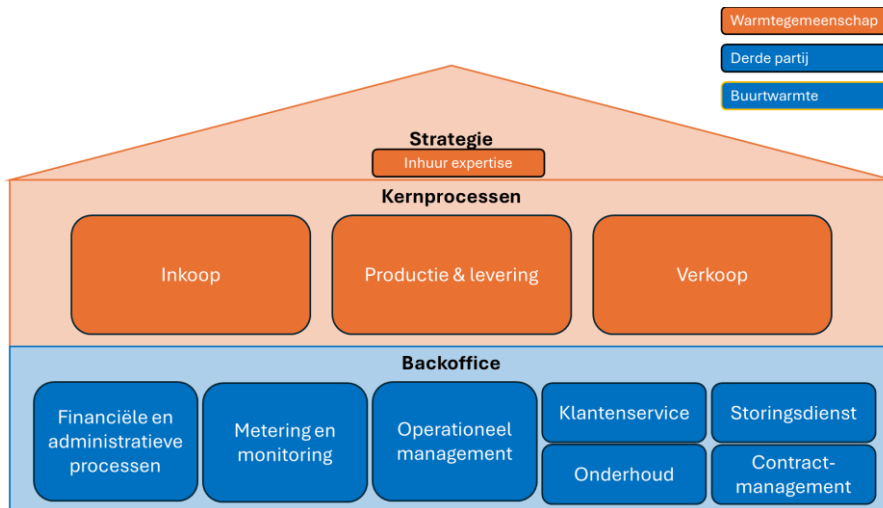 Warmtegemeenschap
Derde partij
Buurtwarmte
Strategie
Inhuur expertise
Kernprocessen
Inkoop
Productie & levering
Verkoop
Backoffice
Financiële en
administratieve
processen
Metering en
monitoring
Operationeel
management
Klantenservice
Storingsdienst
Onderhoud
Contract-
management